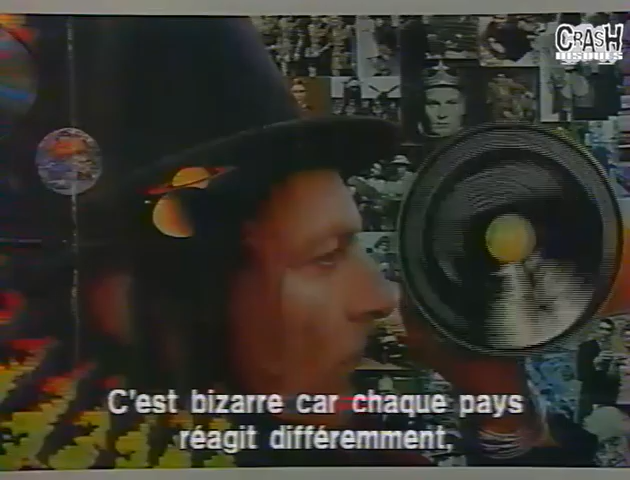 CRASH
DISQUES
C'est bizarre car chaque pays
réagit différemment.